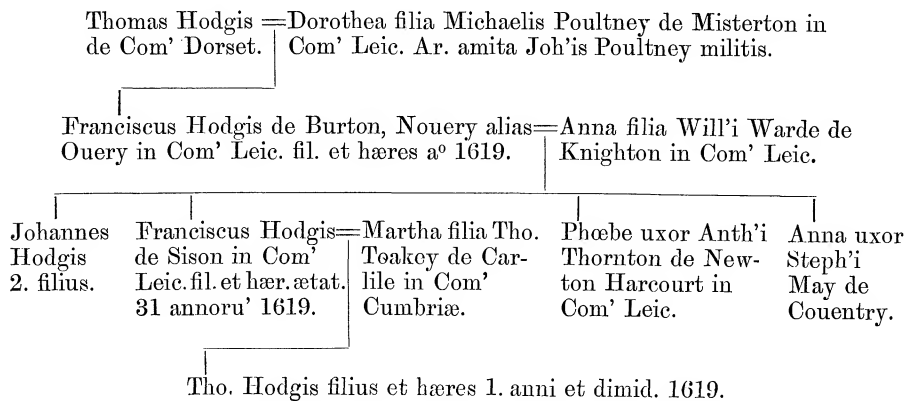 Thomas Hodgis = Dorothea filia Michaelis Poultney de Misterton in
de Com' Dorset. Com' Leic. Ar. amita Joh'is Poultney militis.
Franciscus Hodgis de Burton, Nouery alias = Anna filia Will'i Warde de
Ouery in Com' Leic. fil. et hæres aº 1619. Knighton in Com' Leic.
Johannes
Hodgis
2. filius.
Franciscus Hodgis = Martha filia Tho.
de Sison in Com' Toakey de Car-
Leic. fil. et hær. ætat. lile in Com'
31 annoru' 1619. Cumbriæ.
Phœbe uxor Anth'i
Thornton de New-
ton Harcourt in
Com' Leic.
Anna uxor
Steph'i
May de
Couentry.
Tho. Hodgis filius et hæres 1. anni et dimid. 1619.